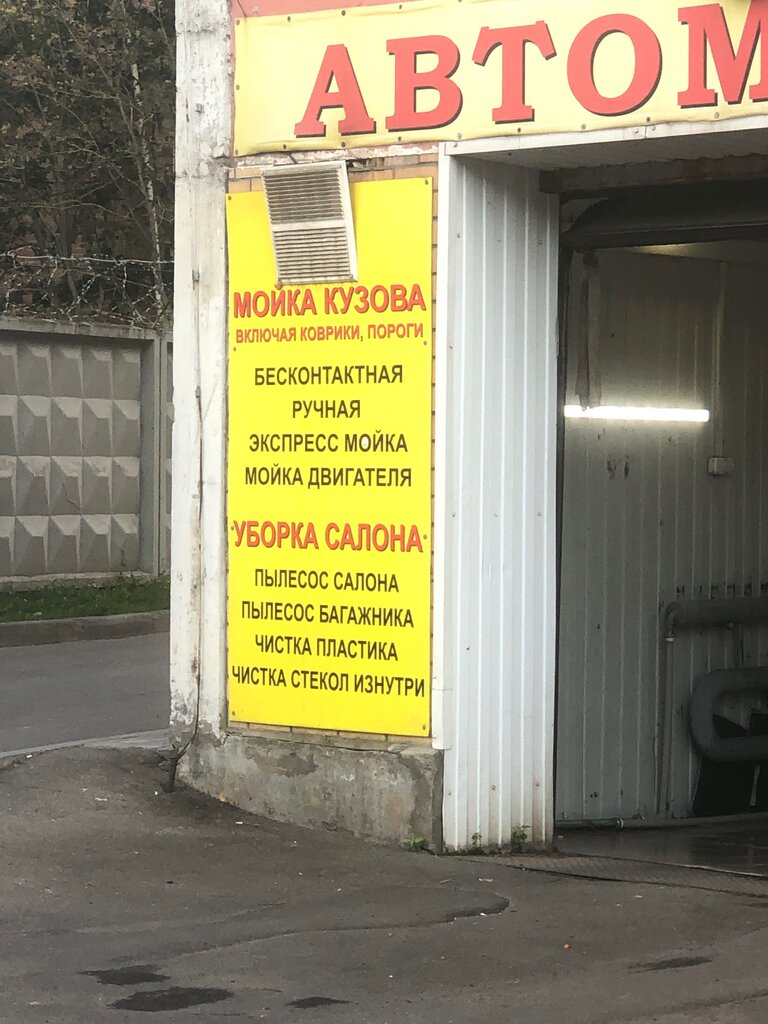 АВТОМ
МОЙКА КУЗОВА
ВКЛЮЧАЯ КОВРИКИ, ПОРОГИ
БЕСКОНТАКТНАЯ
РУЧНАЯ
ЭКСПРЕСС МОЙКА
МОЙКА ДВИГАТЕЛЯ
УБОРКА САЛОНА
ПЫЛЕСОС САЛОНА
ПЫЛЕСОС БАГАЖНИКА
ЧИСТКА ПЛАСТИКА
ЧИСТКА СТЕКОЛ ИЗНУТРИ